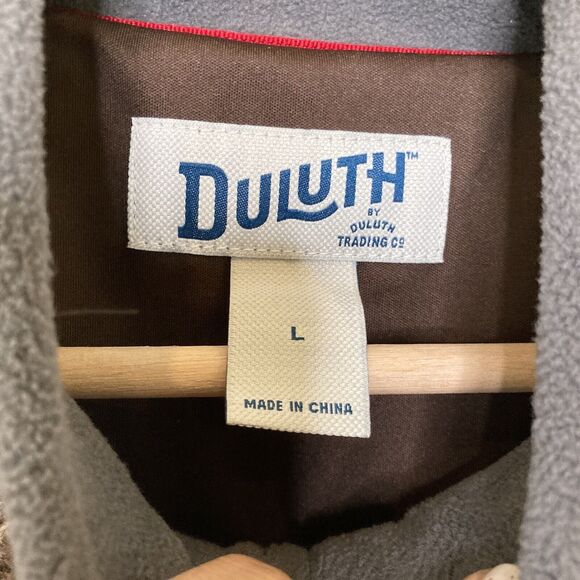 DULUTH™
BY
DULUTH
TRADING CO
L
MADE IN CHINA